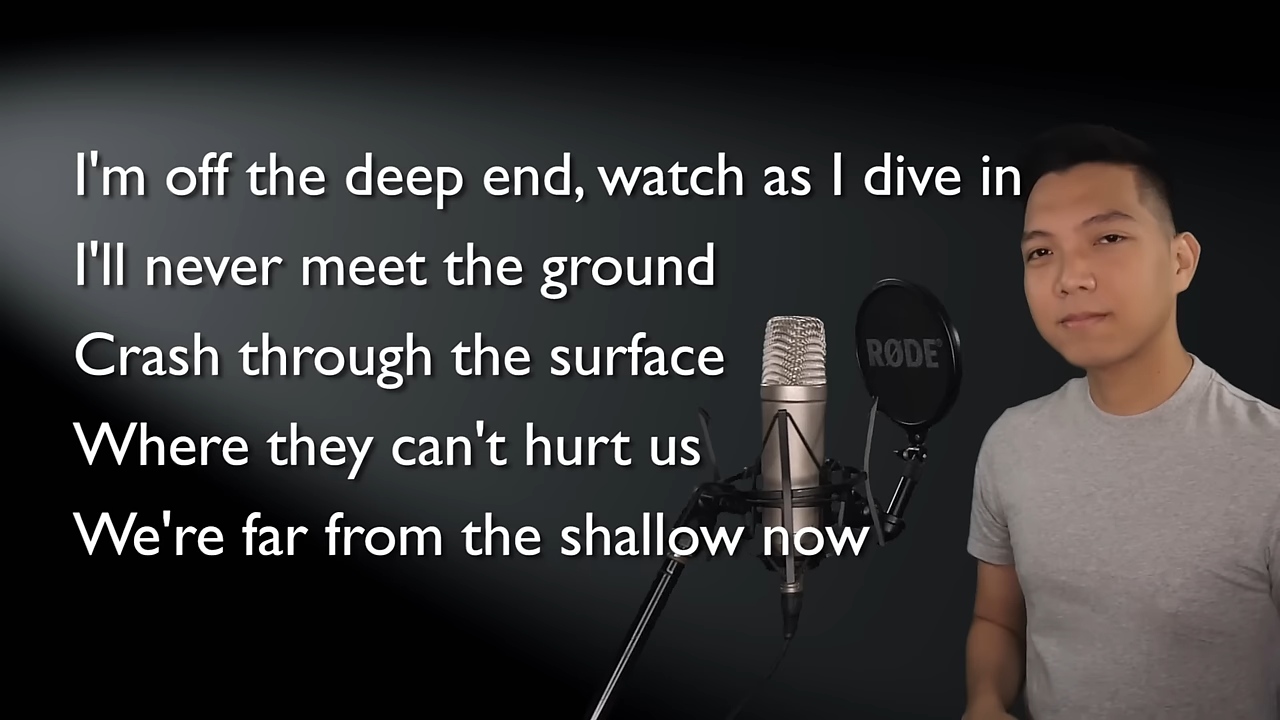 I'm off the deep end, watch as I dive in
I'll never meet the ground
Crash through the surface
Where they can't hurt us
We're far from the shallow now
RØDE